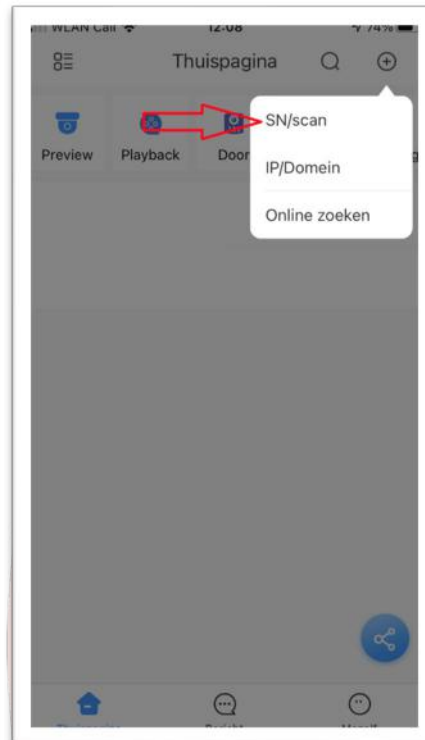 WLAN Call 12:08 74%
Thuispagina
SN/scan
Preview Playback Door
IP/Domein
Online zoeken